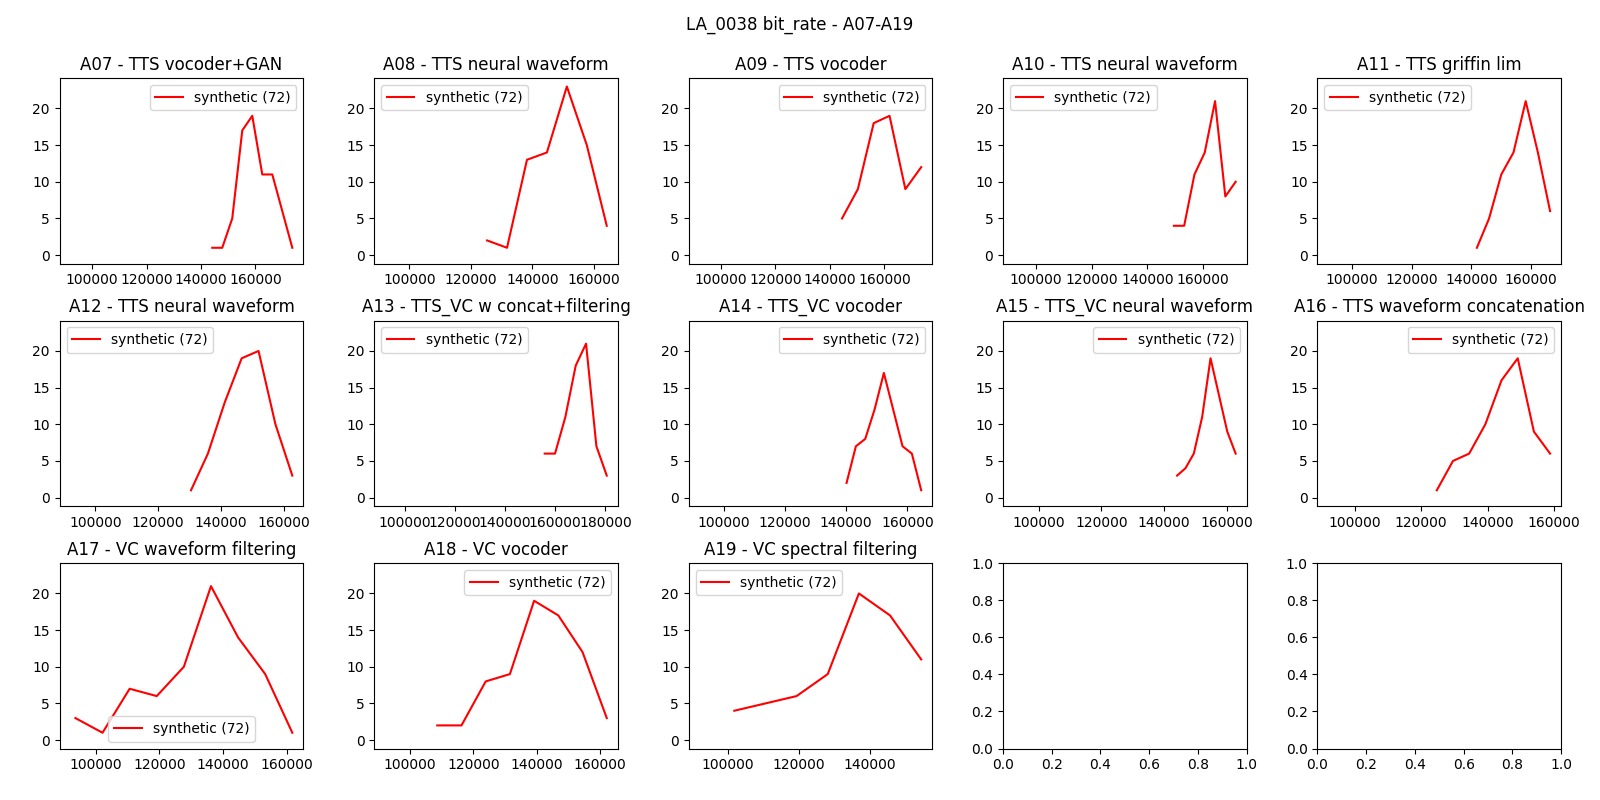 LA_0038 bit_rate - A07-A19
A07 - TTS vocoder+GAN
synthetic (72)
20
15
10
5
0
100000 120000 140000 160000
A08 - TTS neural waveform
synthetic (72)
20
15
10
5
0
100000 120000 140000 160000
A09 - TTS vocoder
synthetic (72)
20
15
10
5
0
100000 120000 140000 160000
A10 - TTS neural waveform
synthetic (72)
20
15
10
5
0
100000 120000 140000 160000
A11 - TTS griffin lim
synthetic (72)
20
15
10
5
0
100000 120000 140000 160000
A12 - TTS neural waveform
synthetic (72)
20
15
10
5
0
100000 120000 140000 160000
A13 - TTS_VC w concat+filtering
synthetic (72)
20
15
10
5
0
100000 120000 140000 160000 180000
A14 - TTS_VC vocoder
synthetic (72)
20
15
10
5
0
100000 120000 140000 160000
A15 - TTS_VC neural waveform
synthetic (72)
20
15
10
5
0
100000 120000 140000 160000
A16 - TTS waveform concatenation
synthetic (72)
20
15
10
5
0
100000 120000 140000 160000
A17 - VC waveform filtering
synthetic (72)
20
15
10
5
0
100000 120000 140000 160000
A18 - VC vocoder
synthetic (72)
20
15
10
5
0
100000 120000 140000 160000
A19 - VC spectral filtering
synthetic (72)
20
15
10
5
0
100000 120000 140000
1.0
0.8
0.6
0.4
0.2
0.0
0.0 0.2 0.4 0.6 0.8 1.0
1.0
0.8
0.6
0.4
0.2
0.0
0.0 0.2 0.4 0.6 0.8 1.0